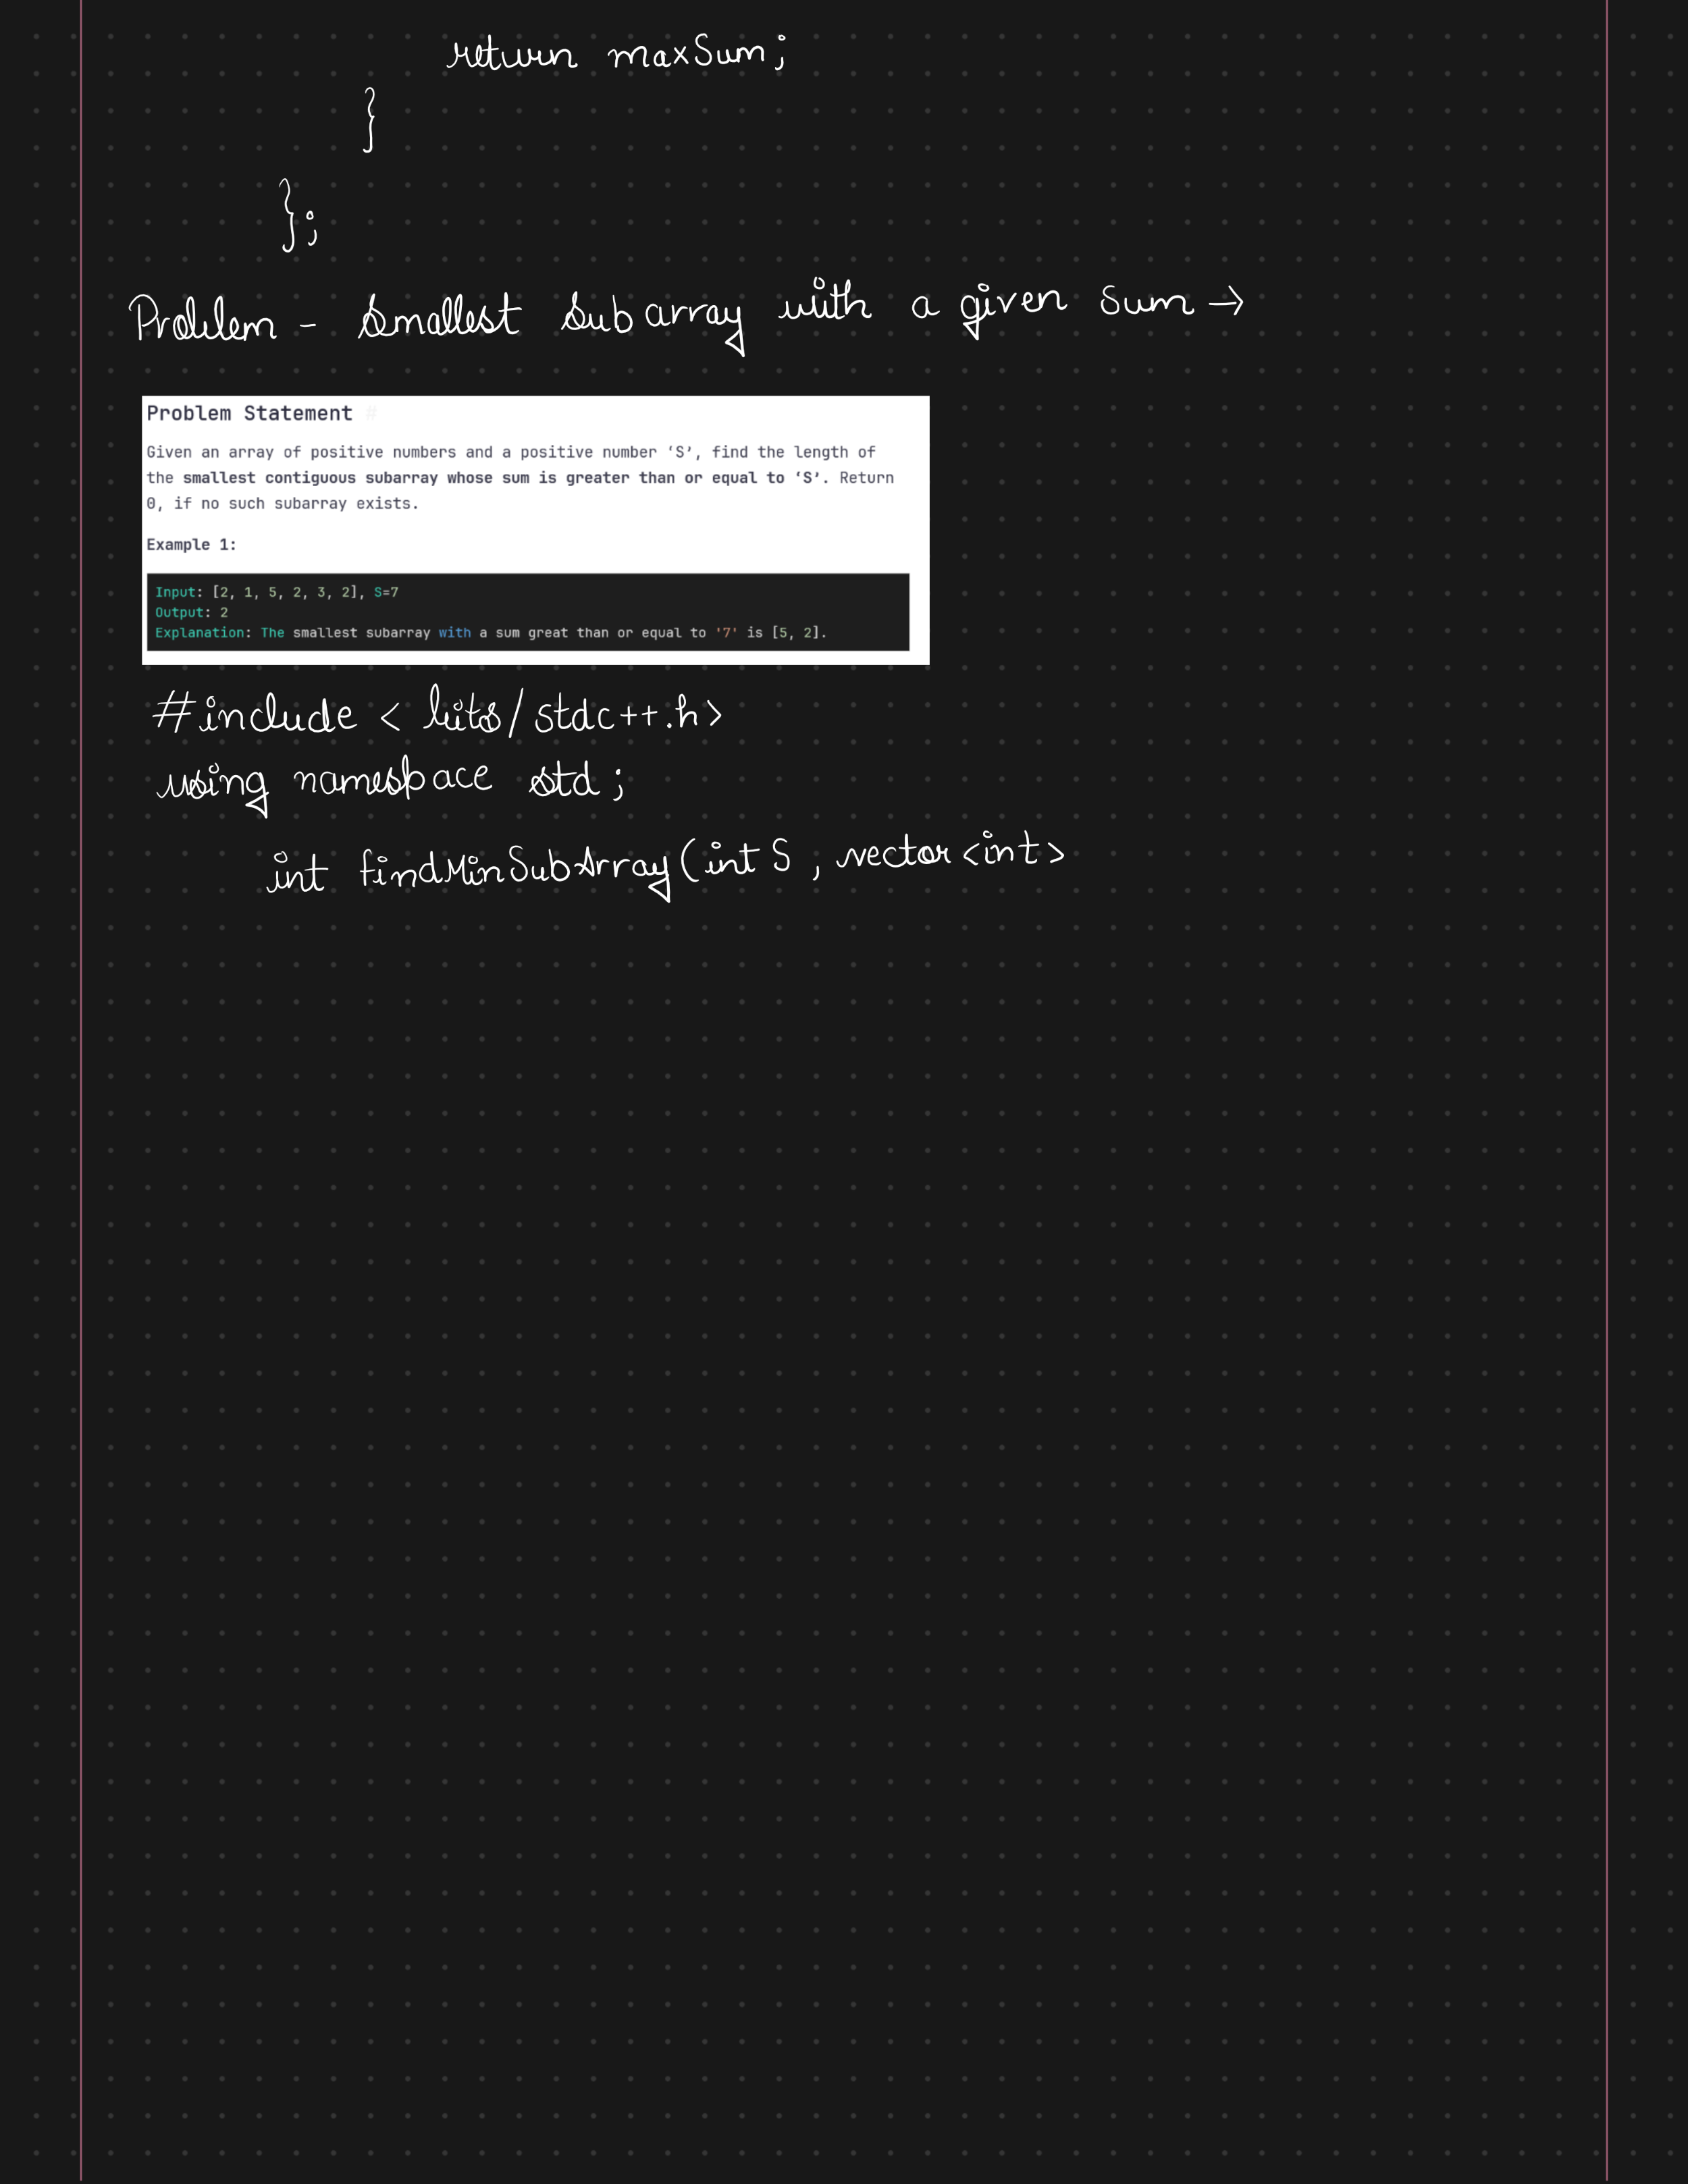 return maxSum;
}
};
Problem - Smallest Subarray with a given Sum →
Problem Statement #
Given an array of positive numbers and a positive number ‘S’, find the length of
the smallest contiguous subarray whose sum is greater than or equal to ‘S’. Return
0, if no such subarray exists.
Example 1:
Input: [2, 1, 5, 2, 3, 2], S=7
Output: 2
Explanation: The smallest subarray with a sum great than or equal to '7' is [5, 2].
#include < bits/stdc++.h>
using namespace std;
int findMinSubArray(int S, vector<int>